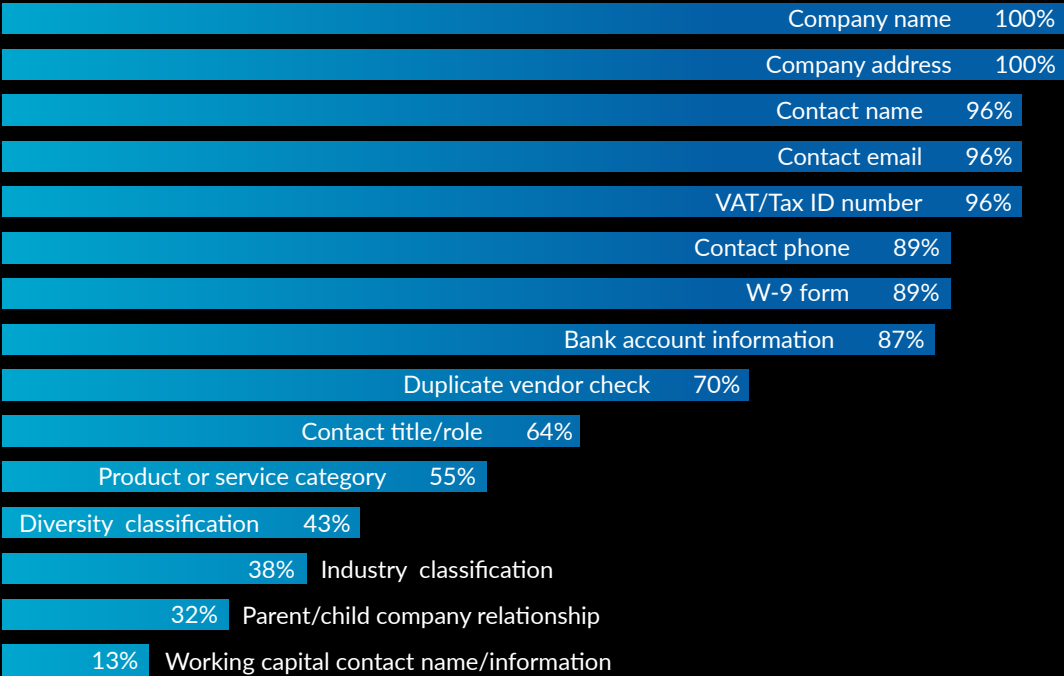 Company name 100%
Company address 100%
Contact name 96%
Contact email 96%
VAT/Tax ID number 96%
Contact phone 89%
W-9 form 89%
Bank account information 87%
Duplicate vendor check 70%
Contact title/role 64%
Product or service category 55%
Diversity classification 43%
38% Industry classification
32% Parent/child company relationship
13% Working capital contact name/information